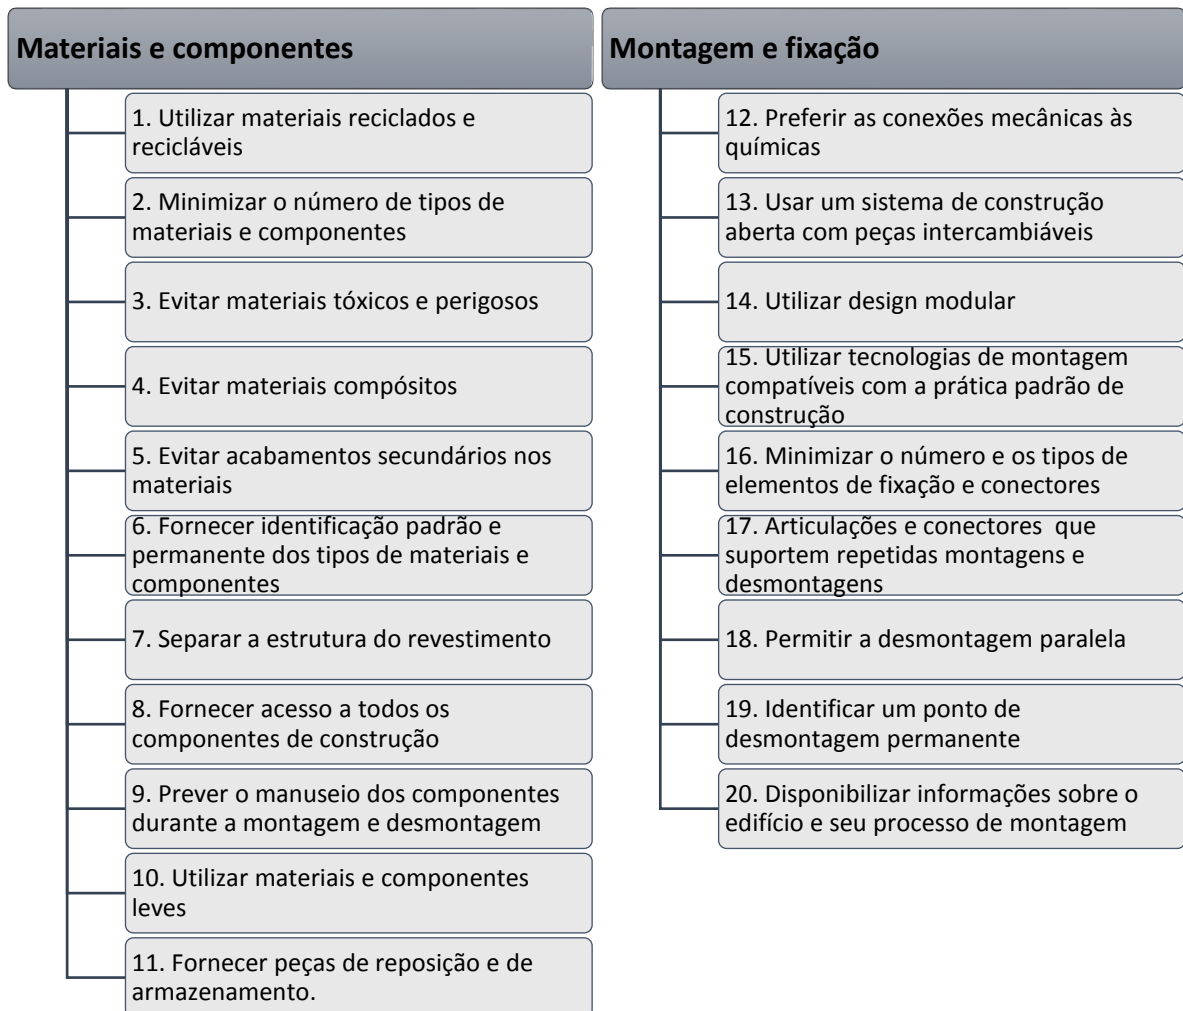 Materiais e componentes
1. Utilizar materiais reciclados e
recicláveis
2. Minimizar o número de tipos de
materiais e componentes
3. Evitar materiais tóxicos e perigosos
4. Evitar materiais compósitos
5. Evitar acabamentos secundários nos
materiais
6. Fornecer identificação padrão e
permanente dos tipos de materiais e
componentes
7. Separar a estrutura do revestimento
8. Fornecer acesso a todos os
componentes de construção
9. Prever o manuseio dos componentes
durante a montagem e desmontagem
10. Utilizar materiais e componentes
leves
11. Fornecer peças de reposição e de
armazenamento.
Montagem e fixação
12. Preferir as conexões mecânicas às
químicas
13. Usar um sistema de construção
aberta com peças intercambiáveis
14. Utilizar design modular
15. Utilizar tecnologias de montagem
compatíveis com a prática padrão de
construção
16. Minimizar o número e os tipos de
elementos de fixação e conectores
17. Articulações e conectores  que
suportem repetidas montagens e
desmontagens
18. Permitir a desmontagem paralela
19. Identificar um ponto de
desmontagem permanente
20. Disponibilizar informações sobre o
edifício e seu processo de montagem